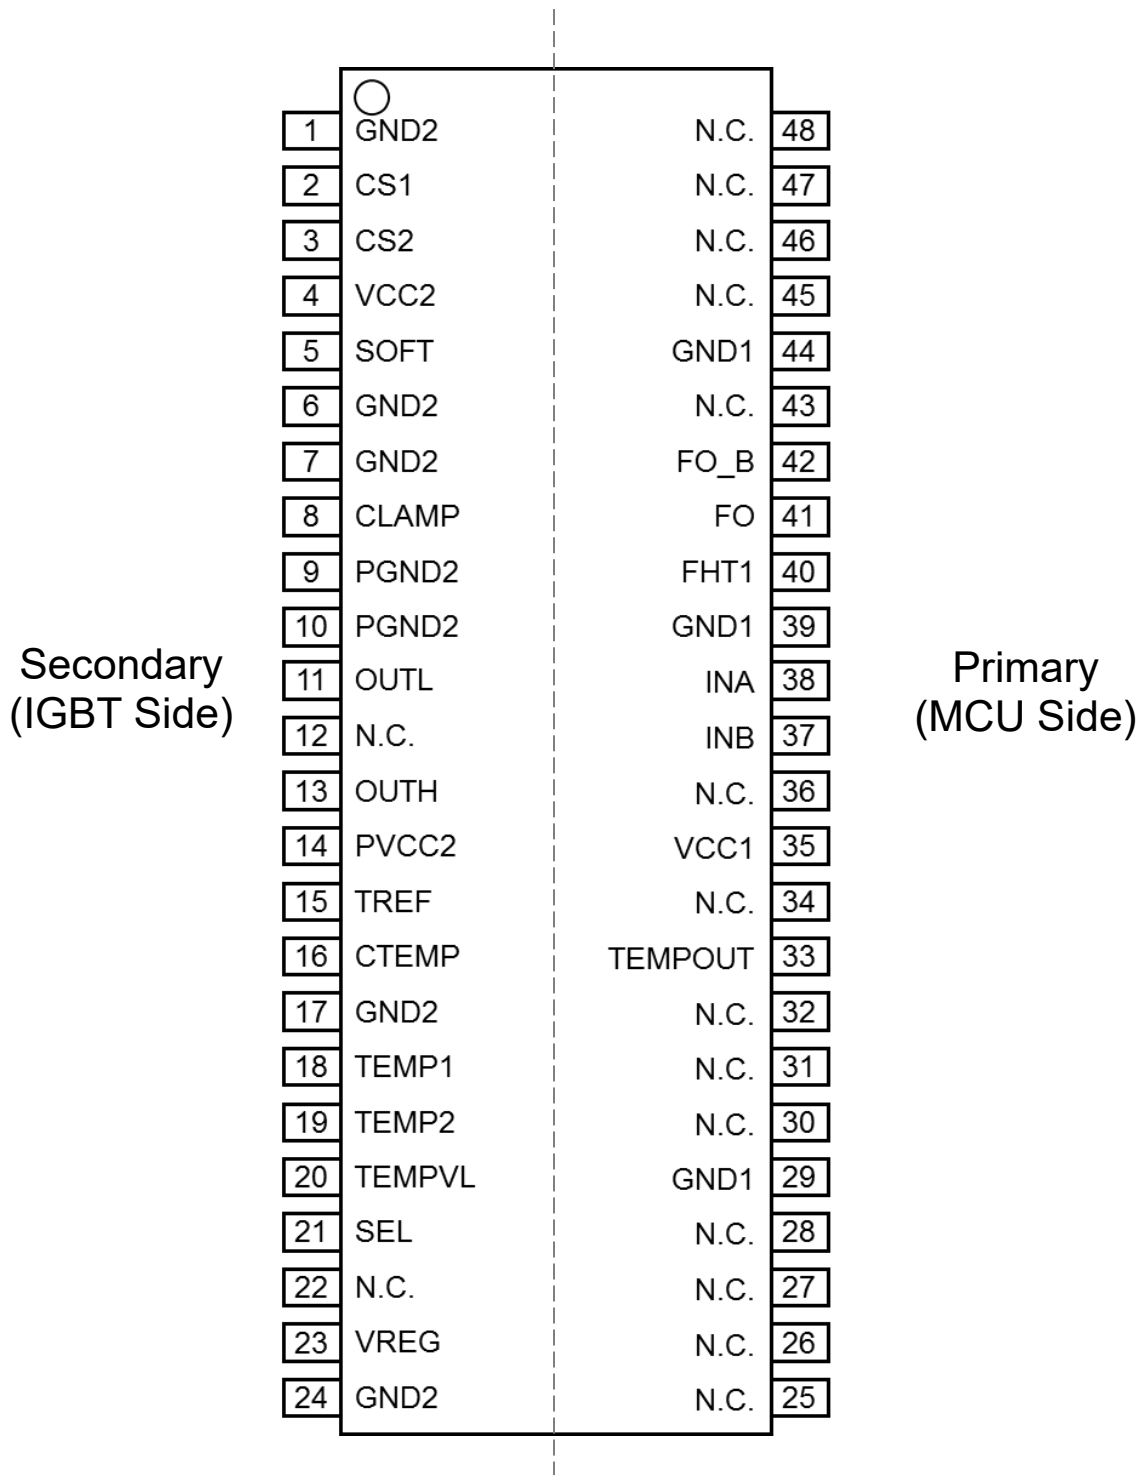 1 GND2 N.C. 48
2 CS1 N.C. 47
3 CS2 N.C. 46
4 VCC2 N.C. 45
5 SOFT GND1 44
6 GND2 N.C. 43
7 GND2 FO_B 42
8 CLAMP FO 41
9 PGND2 FHT1 40
10 PGND2 GND1 39
Secondary
(IGBT Side)
11 OUTL INA 38
12 N.C. INB 37
Primary
(MCU Side)
13 OUTH N.C. 36
14 PVCC2 VCC1 35
15 TREF N.C. 34
16 CTEMP TEMPOUT 33
17 GND2 N.C. 32
18 TEMP1 N.C. 31
19 TEMP2 N.C. 30
20 TEMPVL GND1 29
21 SEL N.C. 28
22 N.C. N.C. 27
23 VREG N.C. 26
24 GND2 N.C. 25